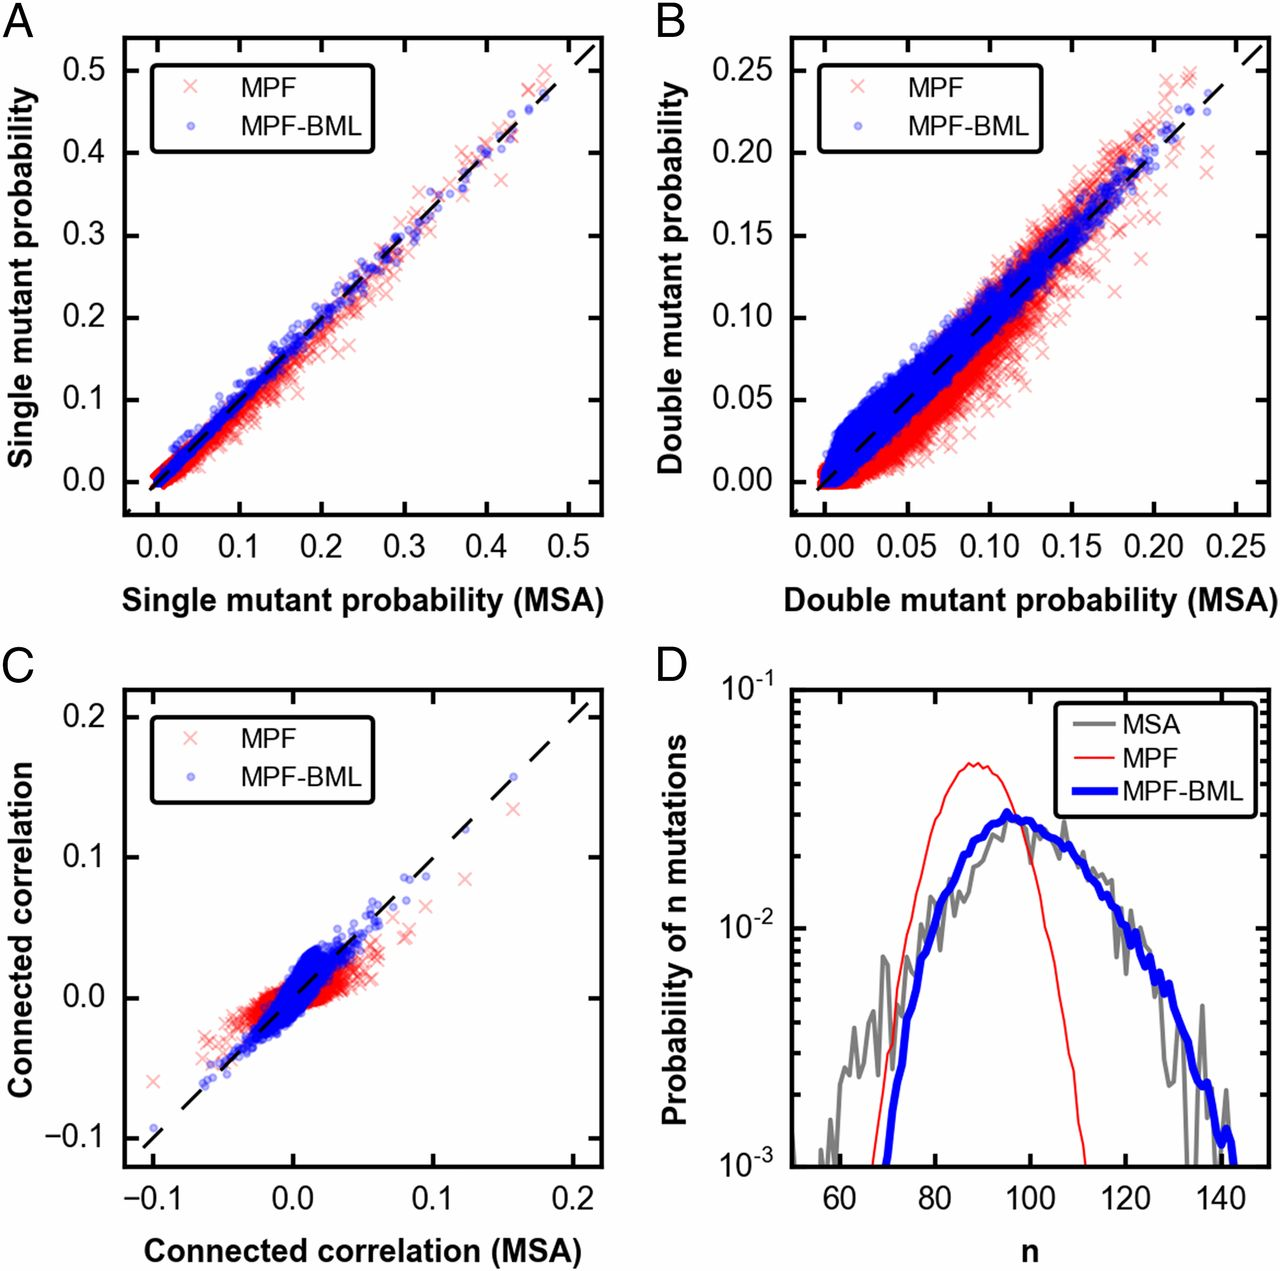 A
Single mutant probability
0.5
0.4
0.3
0.2
0.1
0.0
MPF
MPF-BML
0.0 0.1 0.2 0.3 0.4 0.5
Single mutant probability (MSA)
B
Double mutant probability
0.25
0.20
0.15
0.10
0.05
0.00
MPF
MPF-BML
0.00 0.05 0.10 0.15 0.20 0.25
Double mutant probability (MSA)
C
Connected correlation
0.2
0.1
0.0
−0.1
MPF
MPF-BML
−0.1 0.0 0.1 0.2
Connected correlation (MSA)
D
Probability of n mutations
10-1
10-2
10-3
MSA
MPF
MPF-BML
60 80 100 120 140
n